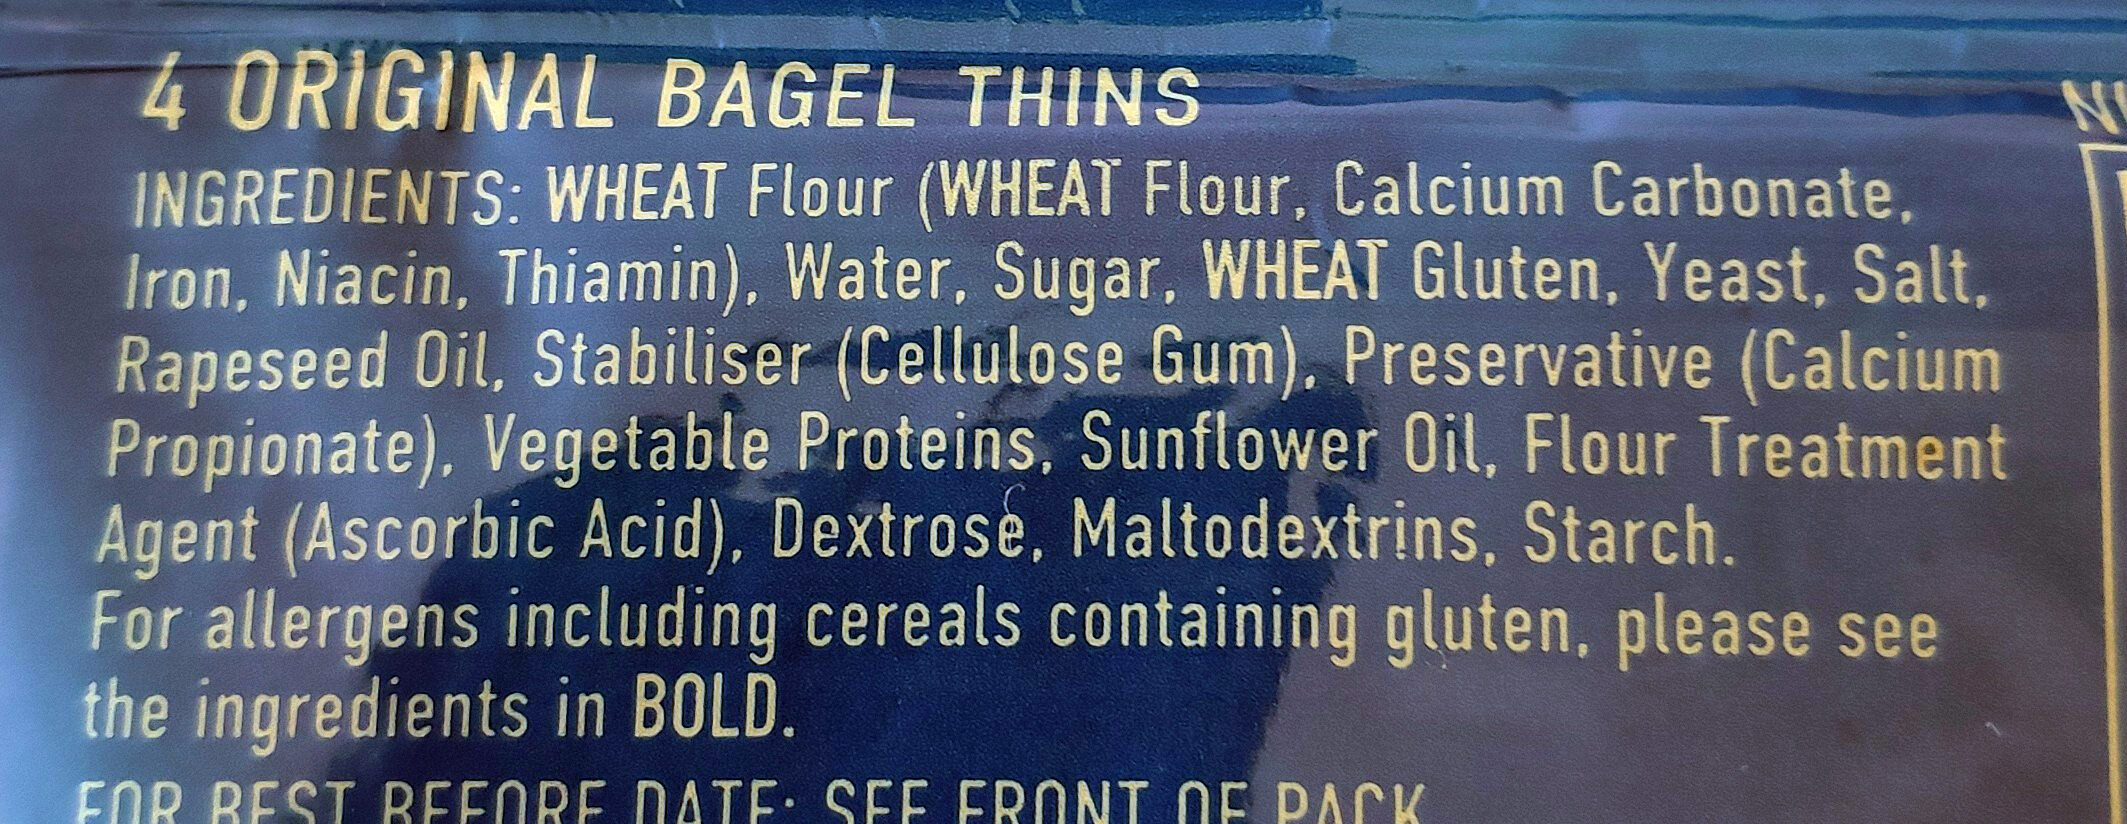 4 ORIGINAL BAGEL THINS
INGREDIENTS: WHEAT Flour (WHEAT Flour, Calcium Carbonate,
Iron, Niacin, Thiamin), Water, Sugar, WHEAT Gluten, Yeast, Salt,
Rapeseed Oil, Stabiliser (Cellulose Gum), Preservative (Calcium
Propionate), Vegetable Proteins, Sunflower Oil, Flour Treatment
Agent (Ascorbic Acid), Dextrose, Maltodextrins, Starch.
For allergens including cereals containing gluten, please see
the ingredients in BOLD.
FOR BEST BEFORE DATE: SEE FRONT OF PACK